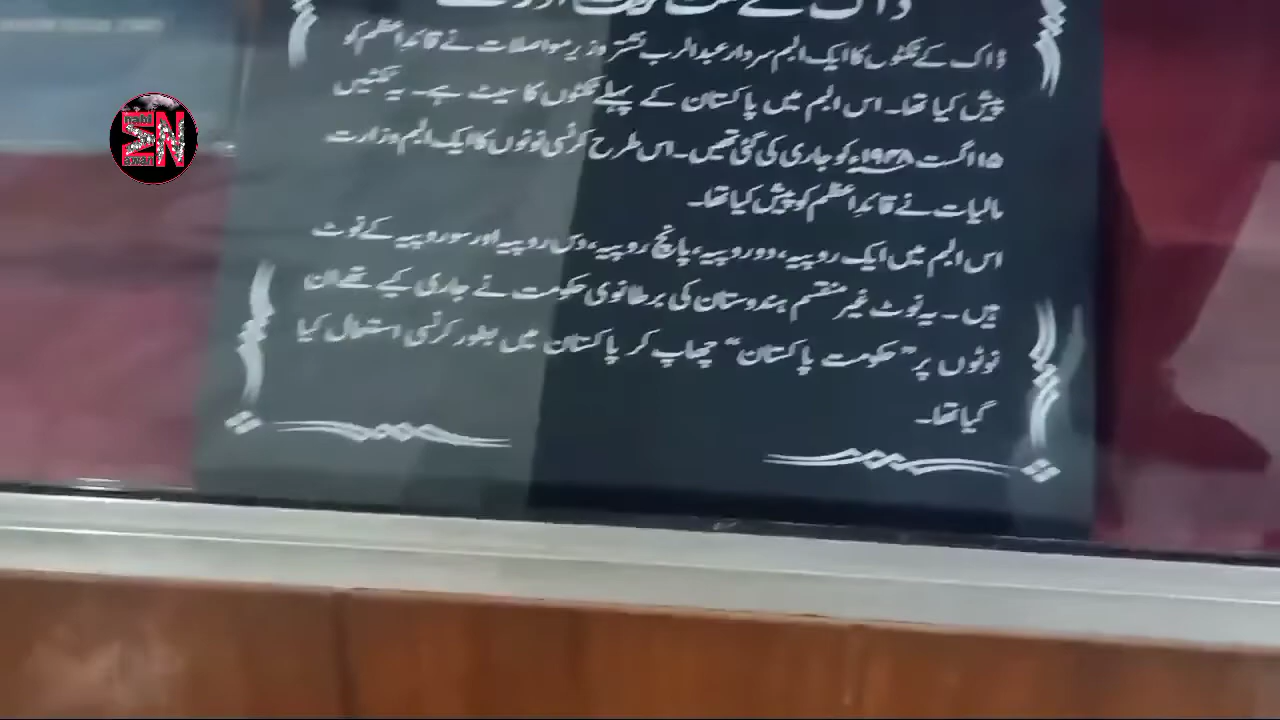 ڈاک کے ٹکٹ
ڈاک کے ٹکٹوں کا ایک البم سردار عبدالرب نشتر وزیر مواصلات نے قائداعظم کو
پیش کیا تھا۔ اس البم میں پاکستان کے پہلے ٹکٹوں کا سیٹ ہے۔ یہ ٹکٹیں
۱۵ اگست ۱۹۴۸ء کو جاری کی گئی تھیں۔ اس طرح کرنسی نوٹوں کا ایک البم وزارت
مالیات نے قائداعظم کو پیش کیا تھا۔
اس البم میں ایک روپیہ، دو روپیہ، پانچ روپیہ، دس روپیہ اور سو روپیہ کے نوٹ
ہیں۔ یہ نوٹ غیر منقسم ہندوستان کی برطانوی حکومت نے جاری کیے تھے ان
نوٹوں پر "حکومت پاکستان" چھاپ کر پاکستان میں بطور کرنسی استعمال کیا
گیا تھا۔
nabi
awan